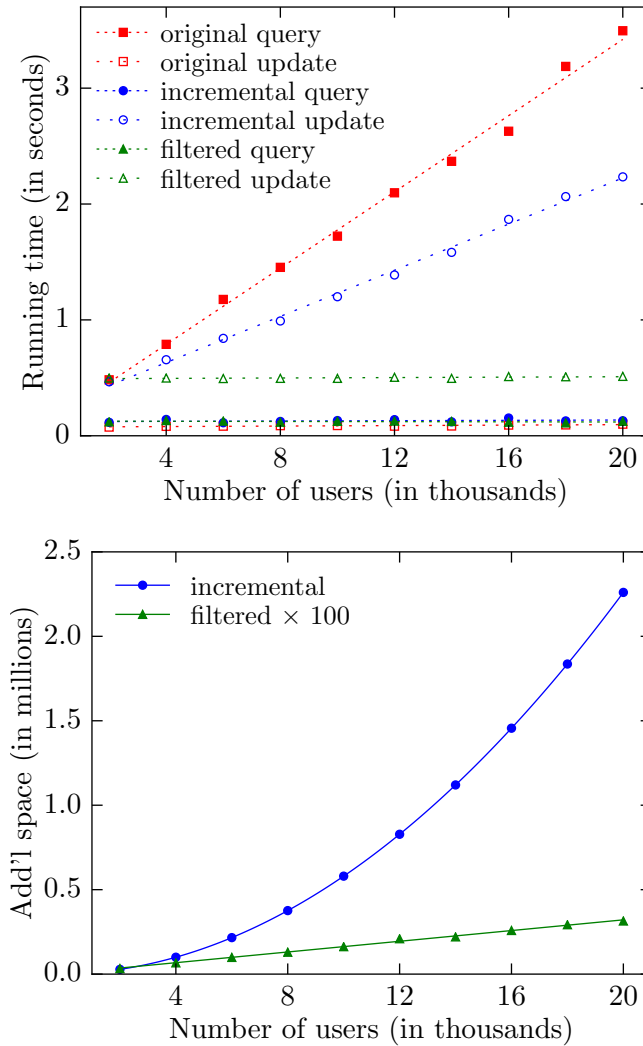 original query
original update
incremental query
incremental update
filtered query
filtered update
3
2
1
0
Running time (in seconds)
4 8 12 16 20
Number of users (in thousands)
2.5
2.0
1.5
1.0
0.5
0.0
Add'l space (in millions)
incremental
filtered × 100
4 8 12 16 20
Number of users (in thousands)